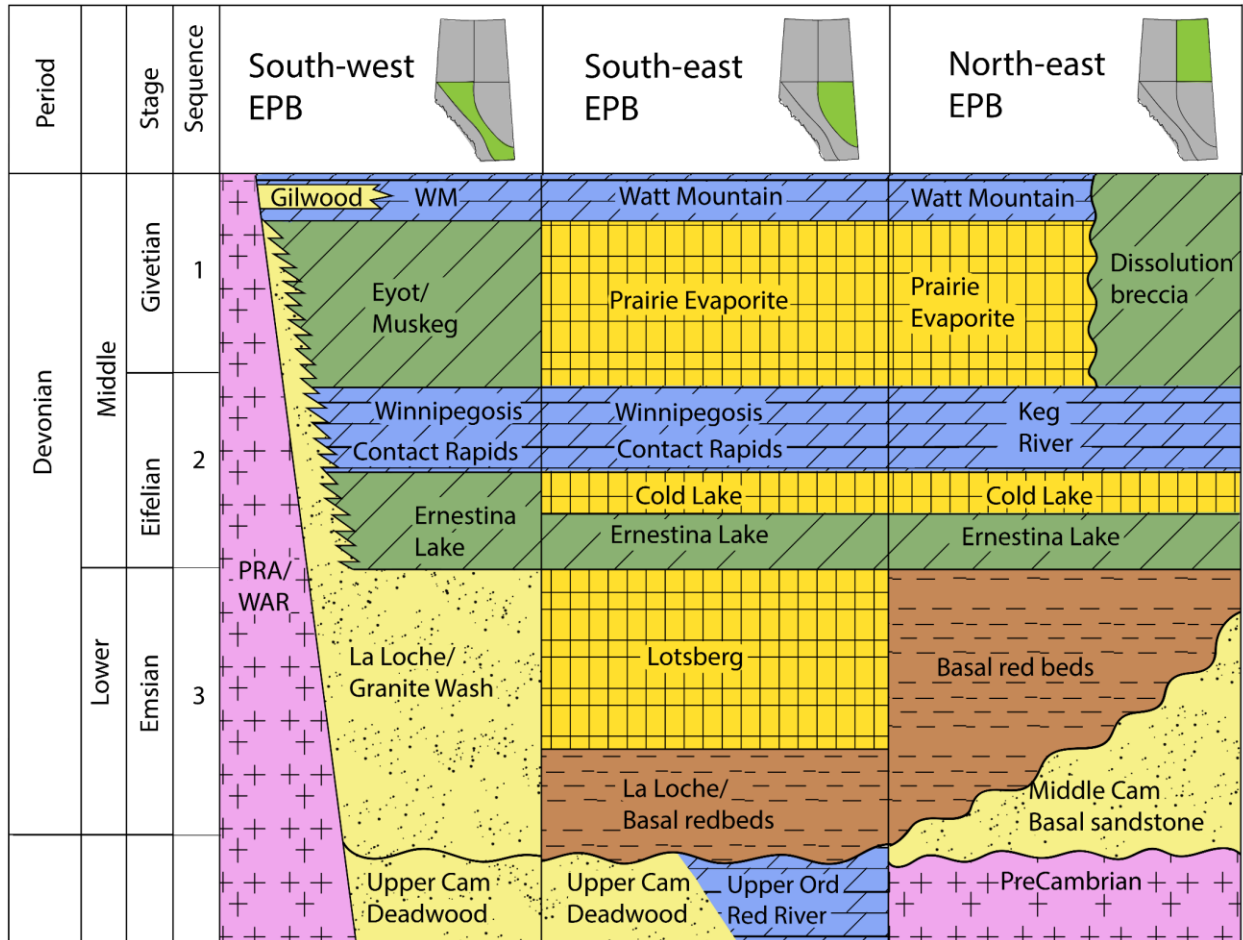 Period
Stage
Sequence
South-west
EPB
South-east
EPB
North-east
EPB
Devonian
Middle
Lower
Givetian
Eifelian
Emsian
1
2
3
PRA/
WAR
Gilwood
WM
Eyot/
Muskeg
Winnipegosis
Contact Rapids
Ernestina
Lake
La Loche/
Granite Wash
Upper Cam
Deadwood
Watt Mountain
Prairie Evaporite
Winnipegosis
Contact Rapids
Cold Lake
Ernestina Lake
Lotsberg
La Loche/
Basal redbeds
Upper Cam
Deadwood
Upper Ord
Red River
Watt Mountain
Prairie
Evaporite
Dissolution
breccia
Keg
River
Cold Lake
Ernestina Lake
Basal red beds
Middle Cam
Basal sandstone
PreCambrian